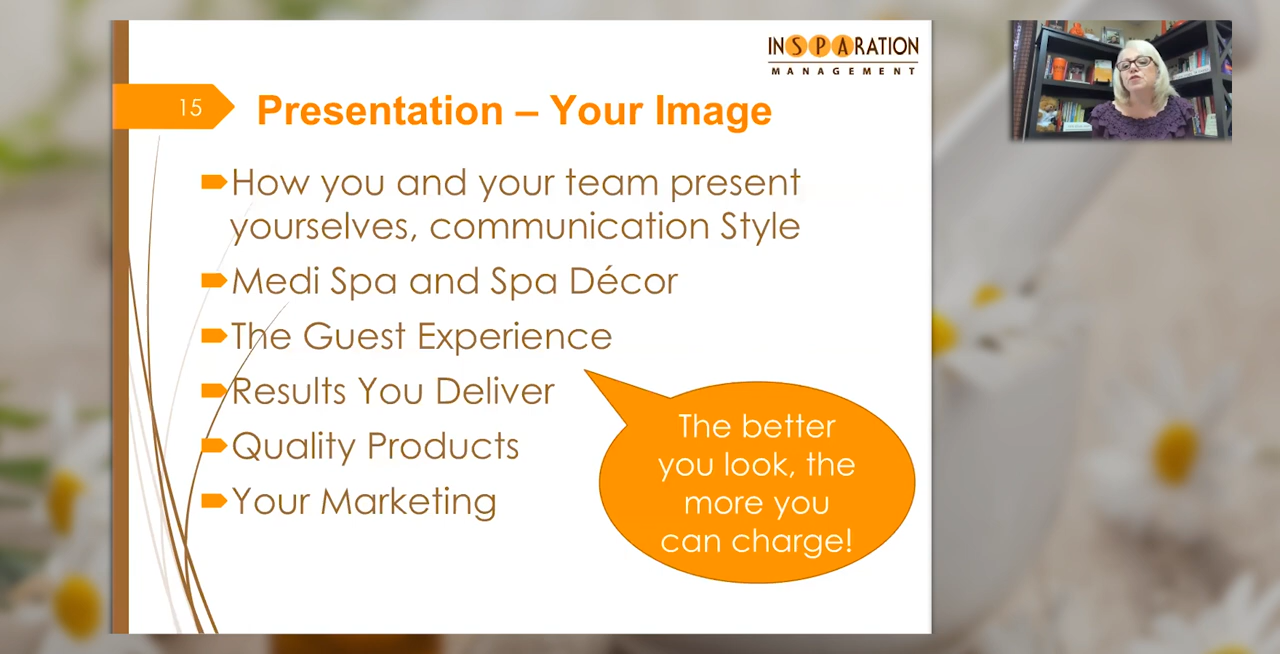 INSPARATION
MANAGEMENT
15
Presentation – Your Image
How you and your team present
yourselves, communication Style
Medi Spa and Spa Décor
The Guest Experience
Results You Deliver
Quality Products
Your Marketing
The better
you look, the
more you
can charge!